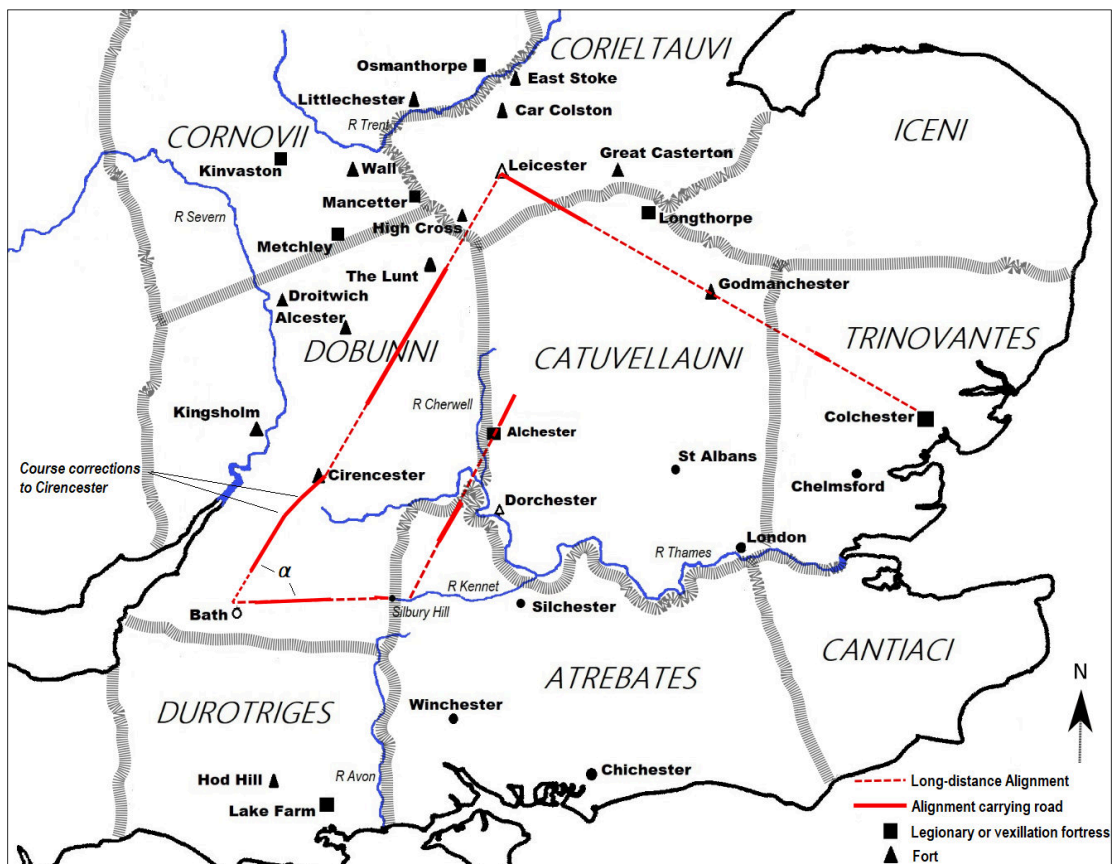 CORIELTAUVI
Osmanthorpe
East Stoke
Littlechester
Car Colston
R Trent
CORNOVII
ICENI
Kinvaston
Wall
Leicester
Great Casterton
Mancetter
R Severn
High Cross
Longthorpe
Metchley
The Lunt
Godmanchester
Droitwich
Alcester
DOBUNNI
CATUVELLAUNI
TRINOVANTES
R Cherwell
Kingsholm
Colchester
Alchester
Course corrections
to Cirencester
Cirencester
St Albans
Chelmsford
Dorchester
London
R Thames
α
R Kennet
Bath
Silbury Hill
Silchester
CANTIACI
N
ATREBATES
DUROTRIGES
Winchester
Hod Hill
R Avon
Chichester
Lake Farm
Long-distance Alignment
Alignment carrying road
Legionary or vexillation fortress
Fort